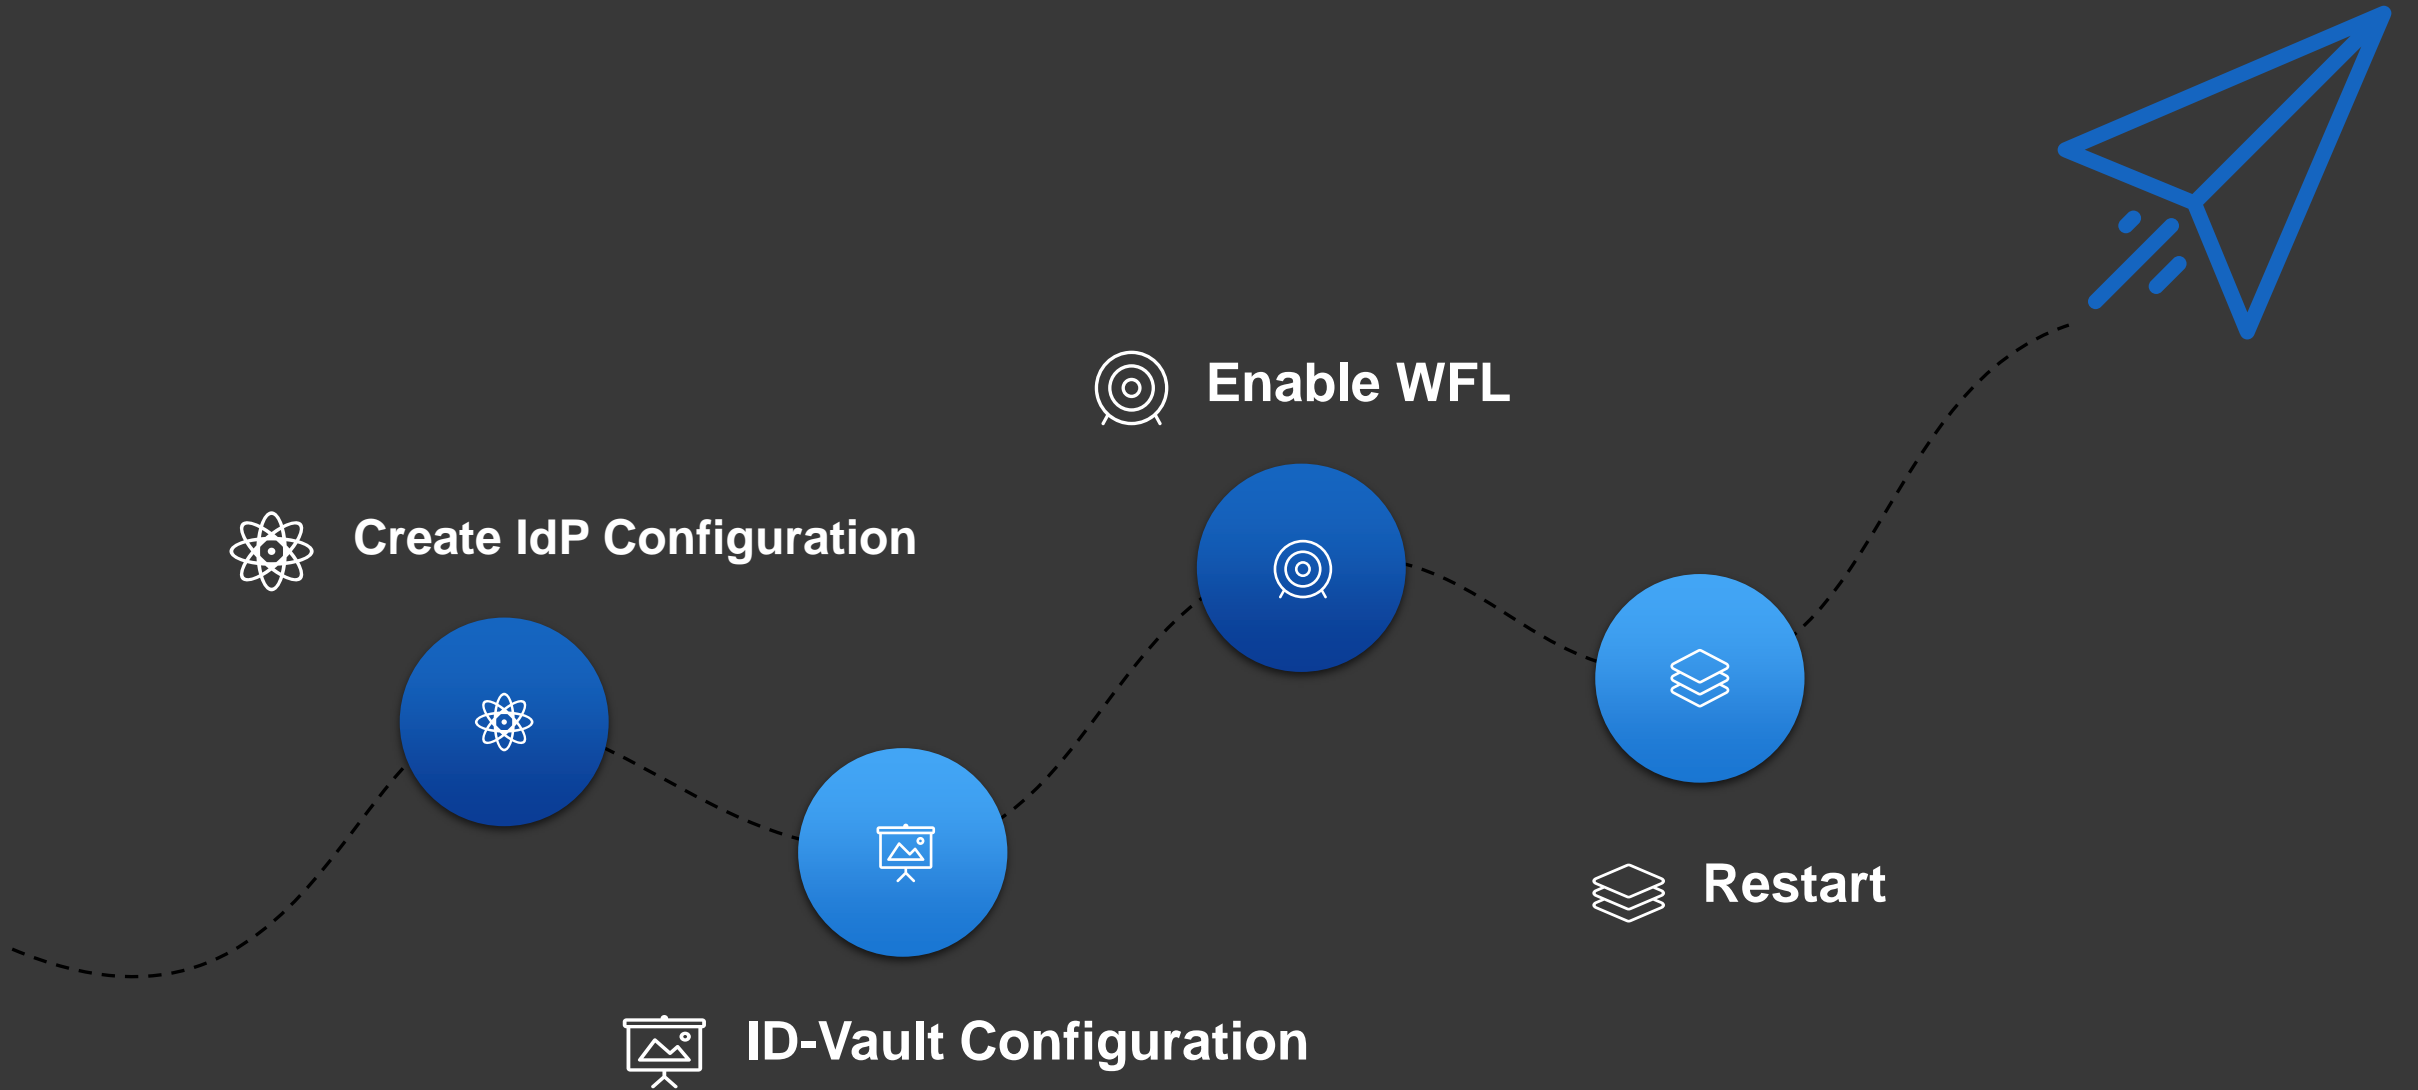 Create IdP Configuration
ID-Vault Configuration
Enable WFL
Restart